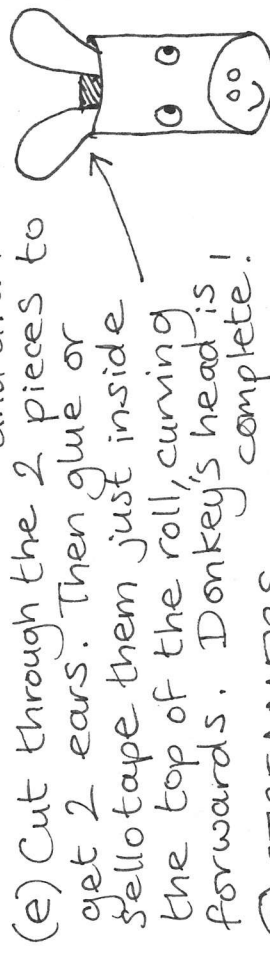 (e) Cut through the 2 pieces to
get 2 ears. Then glue or
sellotape them just inside
the top of the roll, curving
forwards. Donkey's head is
complete!